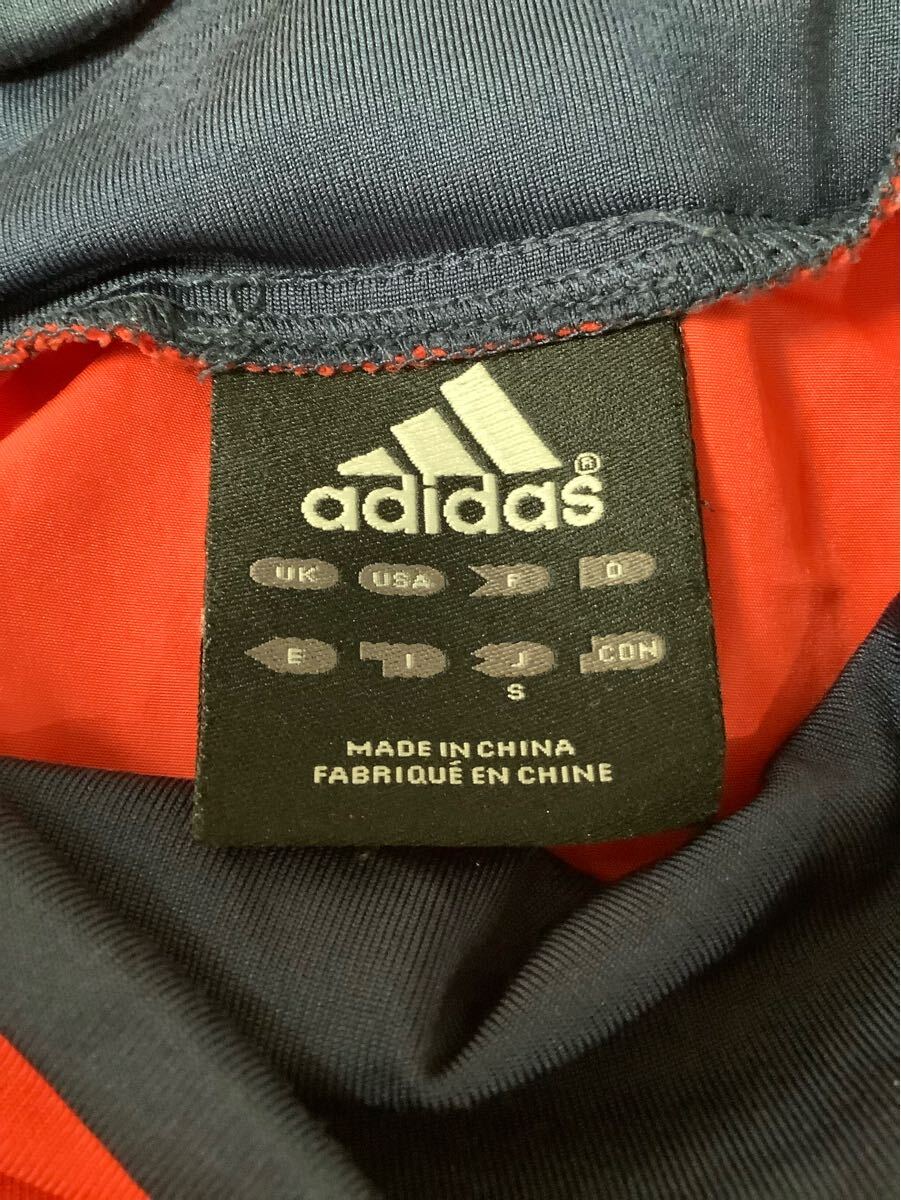 adidas®
UK USA F D
E I J CON
S
MADE IN CHINA
FABRIQUÉ EN CHINE